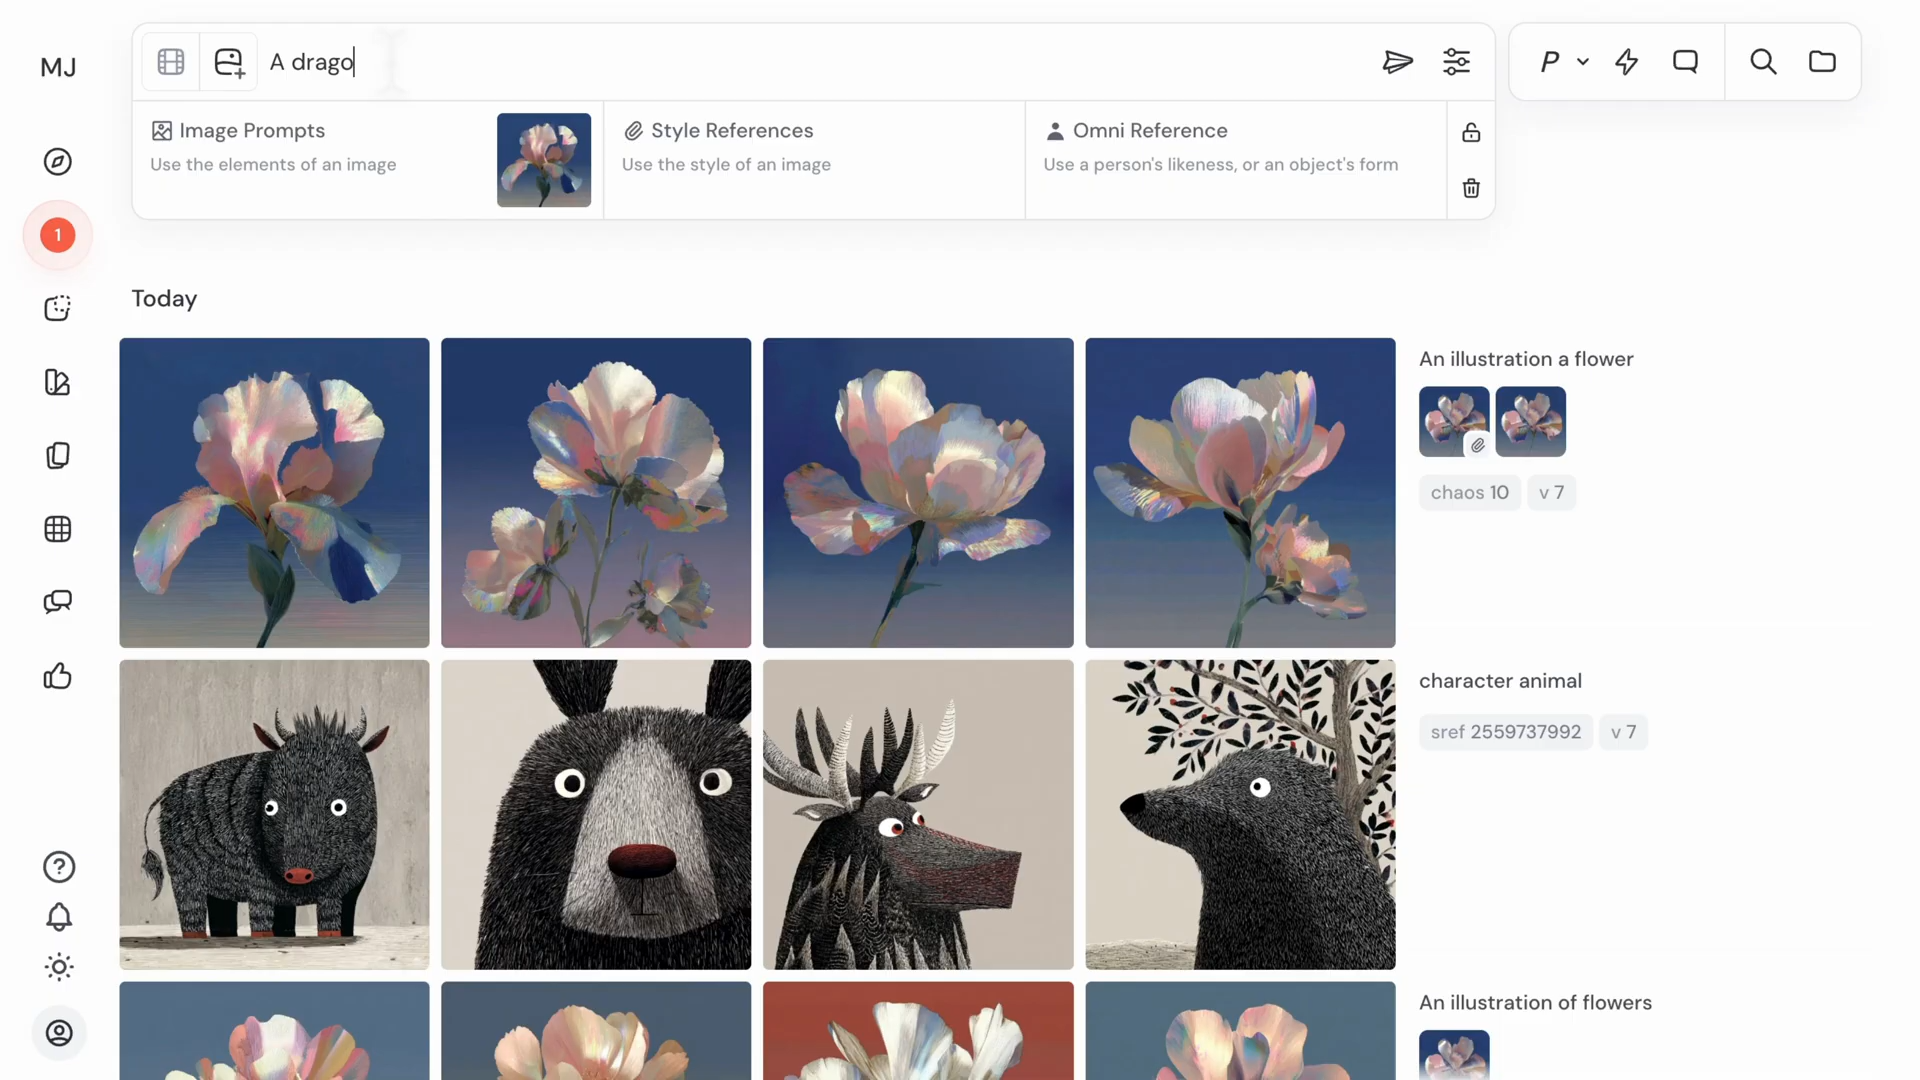 MJ
A drago
P
Image Prompts
Use the elements of an image
Style References
Use the style of an image
Omni Reference
Use a person's likeness, or an object's form
1
Today
An illustration a flower
chaos 10
v 7
character animal
sref 2559737992
v 7
An illustration of flowers